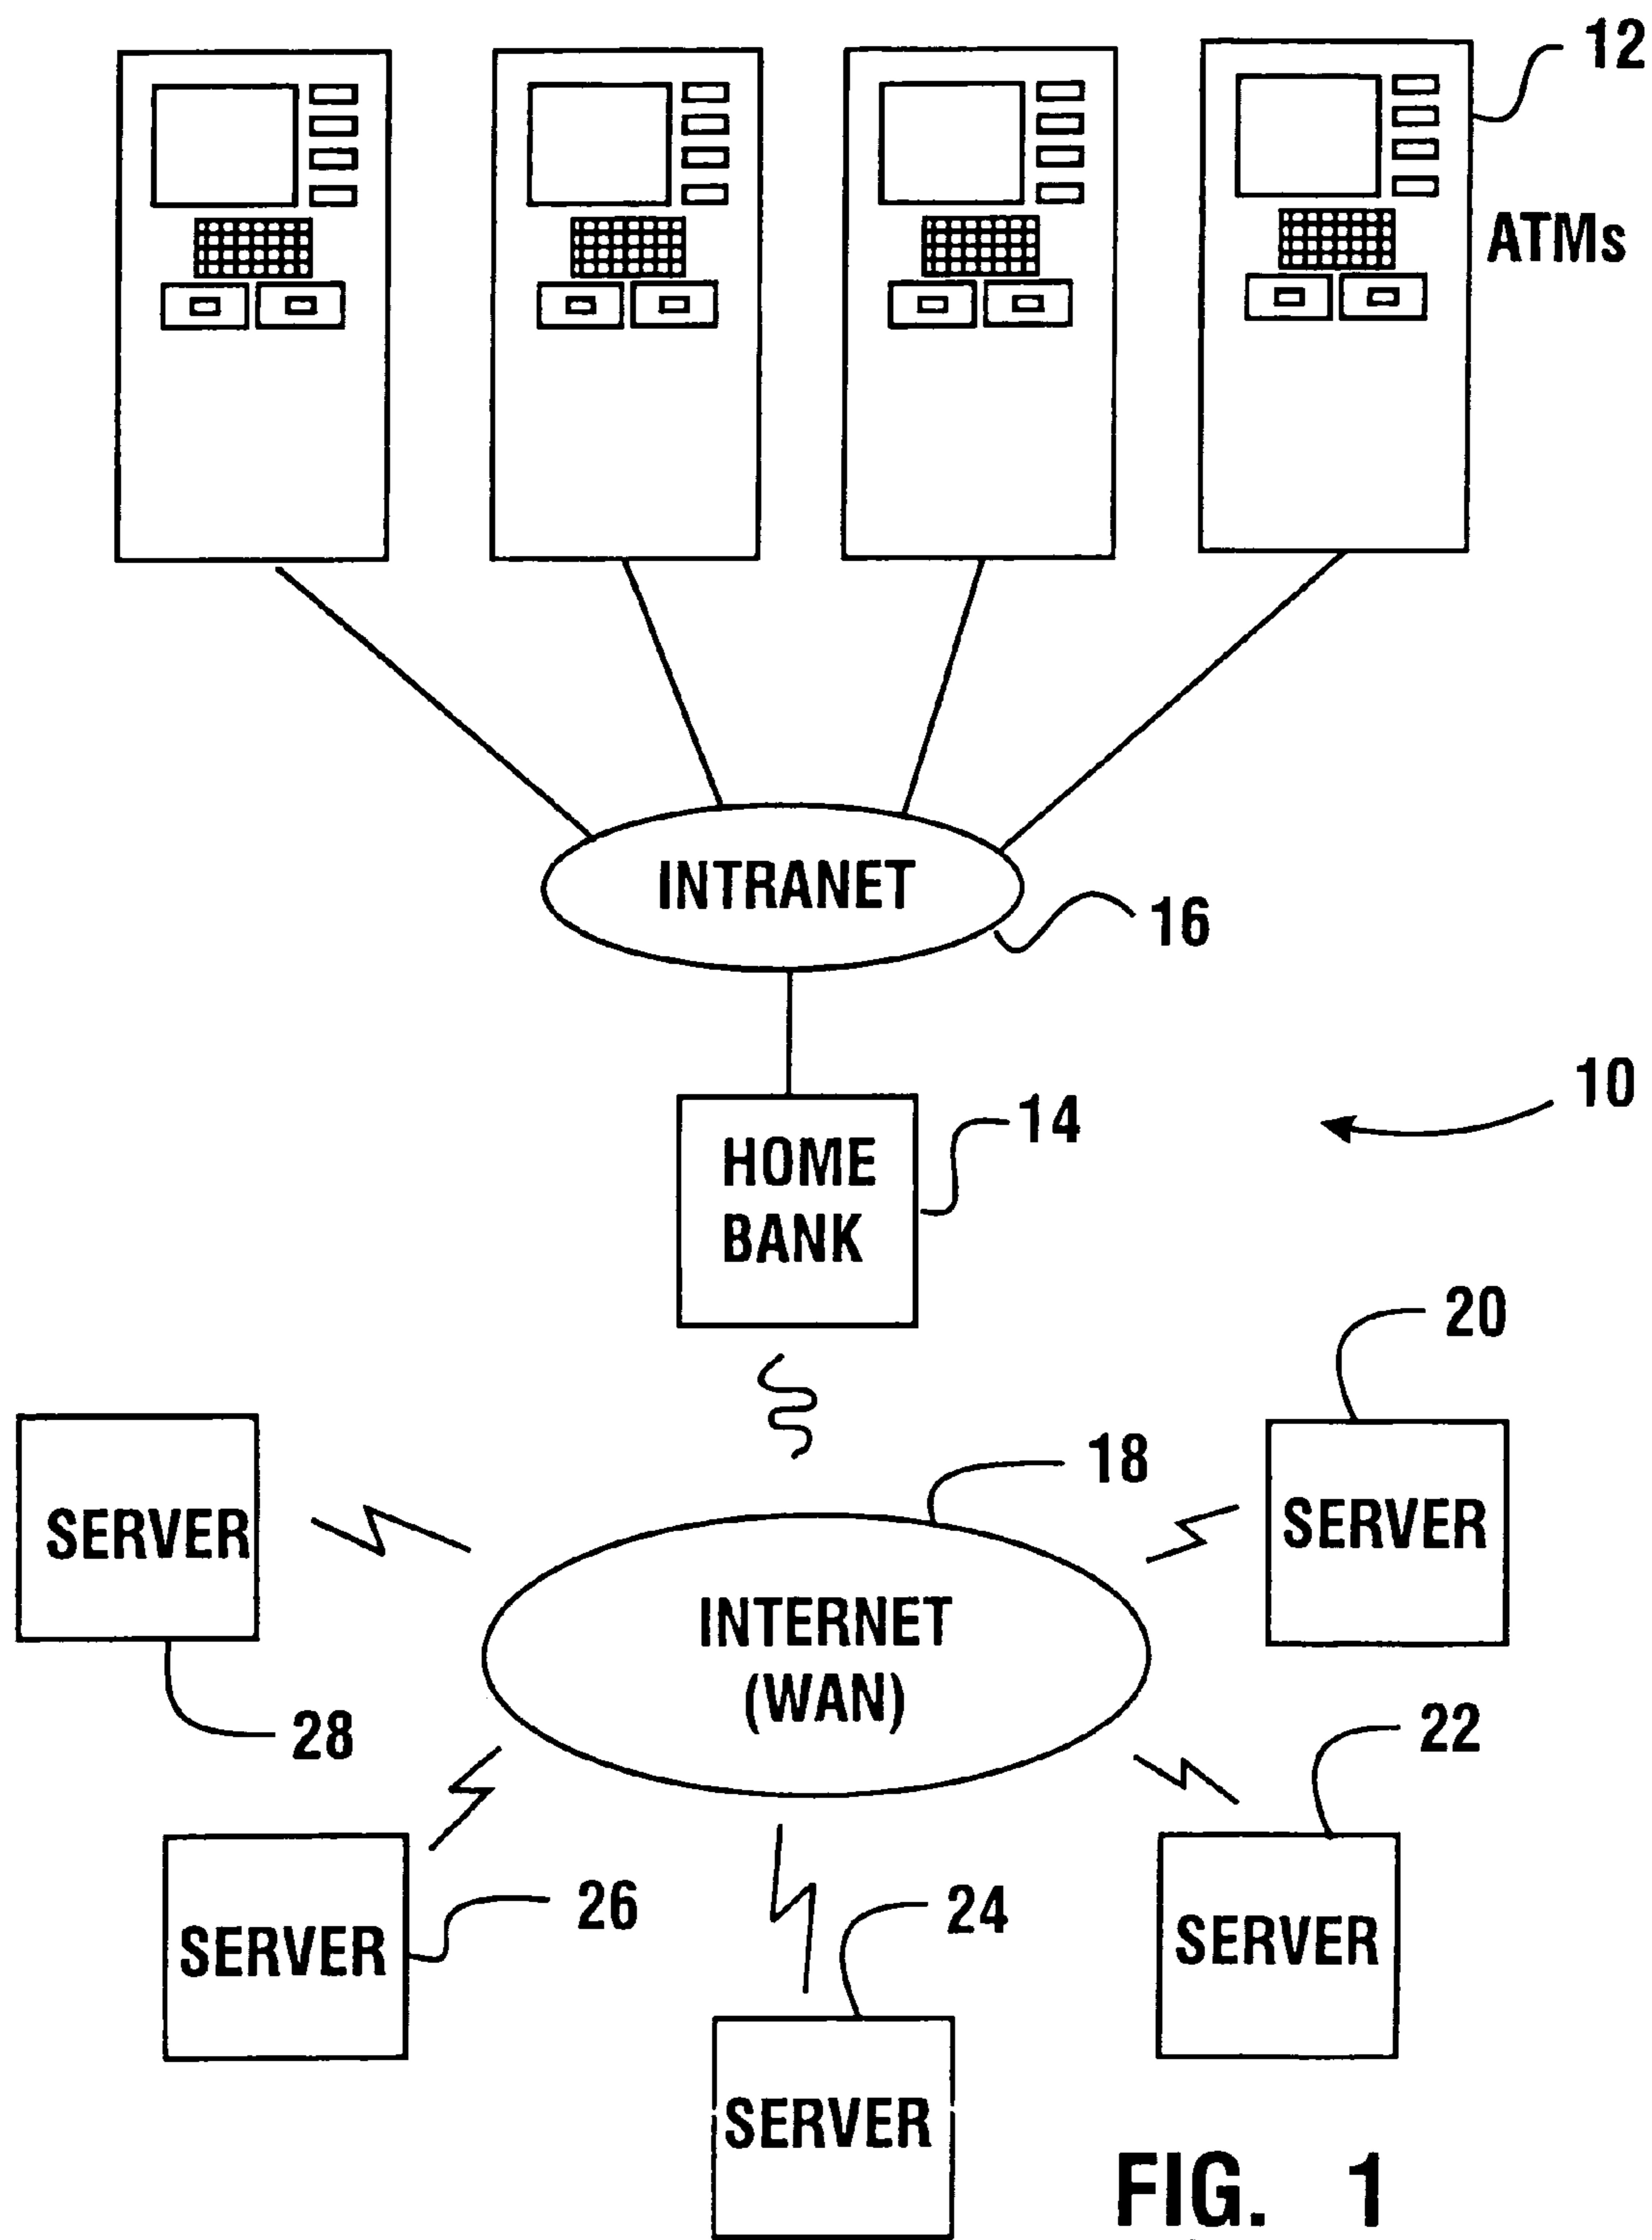 12
ATMs
INTRANET
16
10
14
HOME
BANK
20
18
SERVER
SERVER
INTERNET
(WAN)
28
22
26
24
SERVER
SERVER
SERVER
FIG. 1